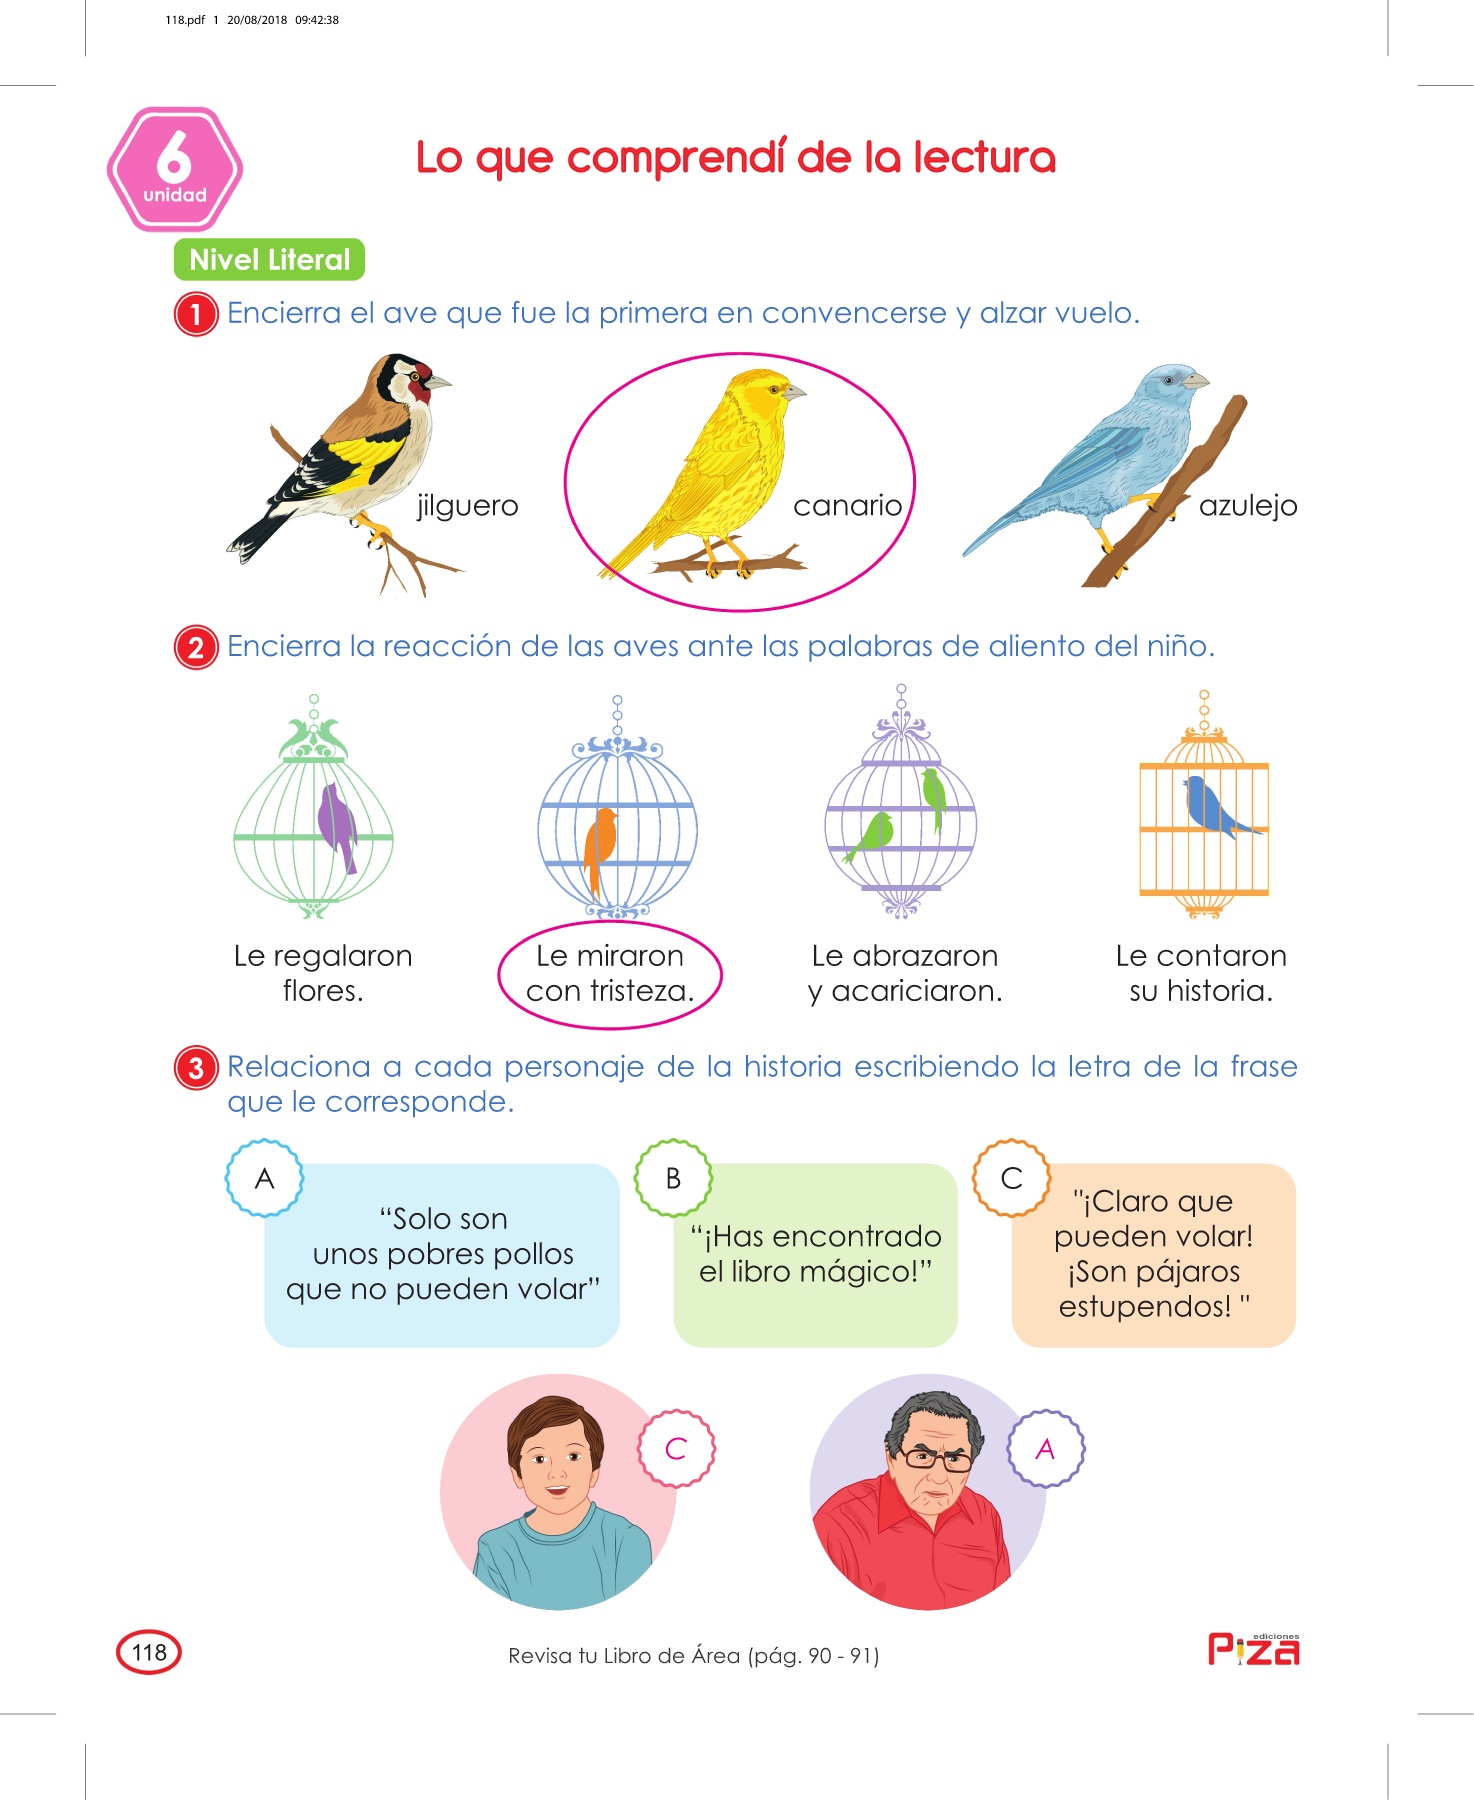 118.pdf 1 20/08/2018 09:42:38
6
unidad
Lo que comprendí de la lectura
Nivel Literal
1 Encierra el ave que fue la primera en convencerse y alzar vuelo.
jilguero
canario
azulejo
2 Encierra la reacción de las aves ante las palabras de aliento del niño.
Le regalaron
flores.
Le miraron
con tristeza.
Le abrazaron
y acariciaron.
Le contaron
su historia.
3 Relaciona a cada personaje de la historia escribiendo la letra de la frase
que le corresponde.
A
“Solo son
unos pobres pollos
que no pueden volar”
B
“¡Has encontrado
el libro mágico!”
C
"¡Claro que
pueden volar!
¡Son pájaros
estupendos! "
C
A
118
Revisa tu Libro de Área (pág. 90 - 91)
ediciones
Piza